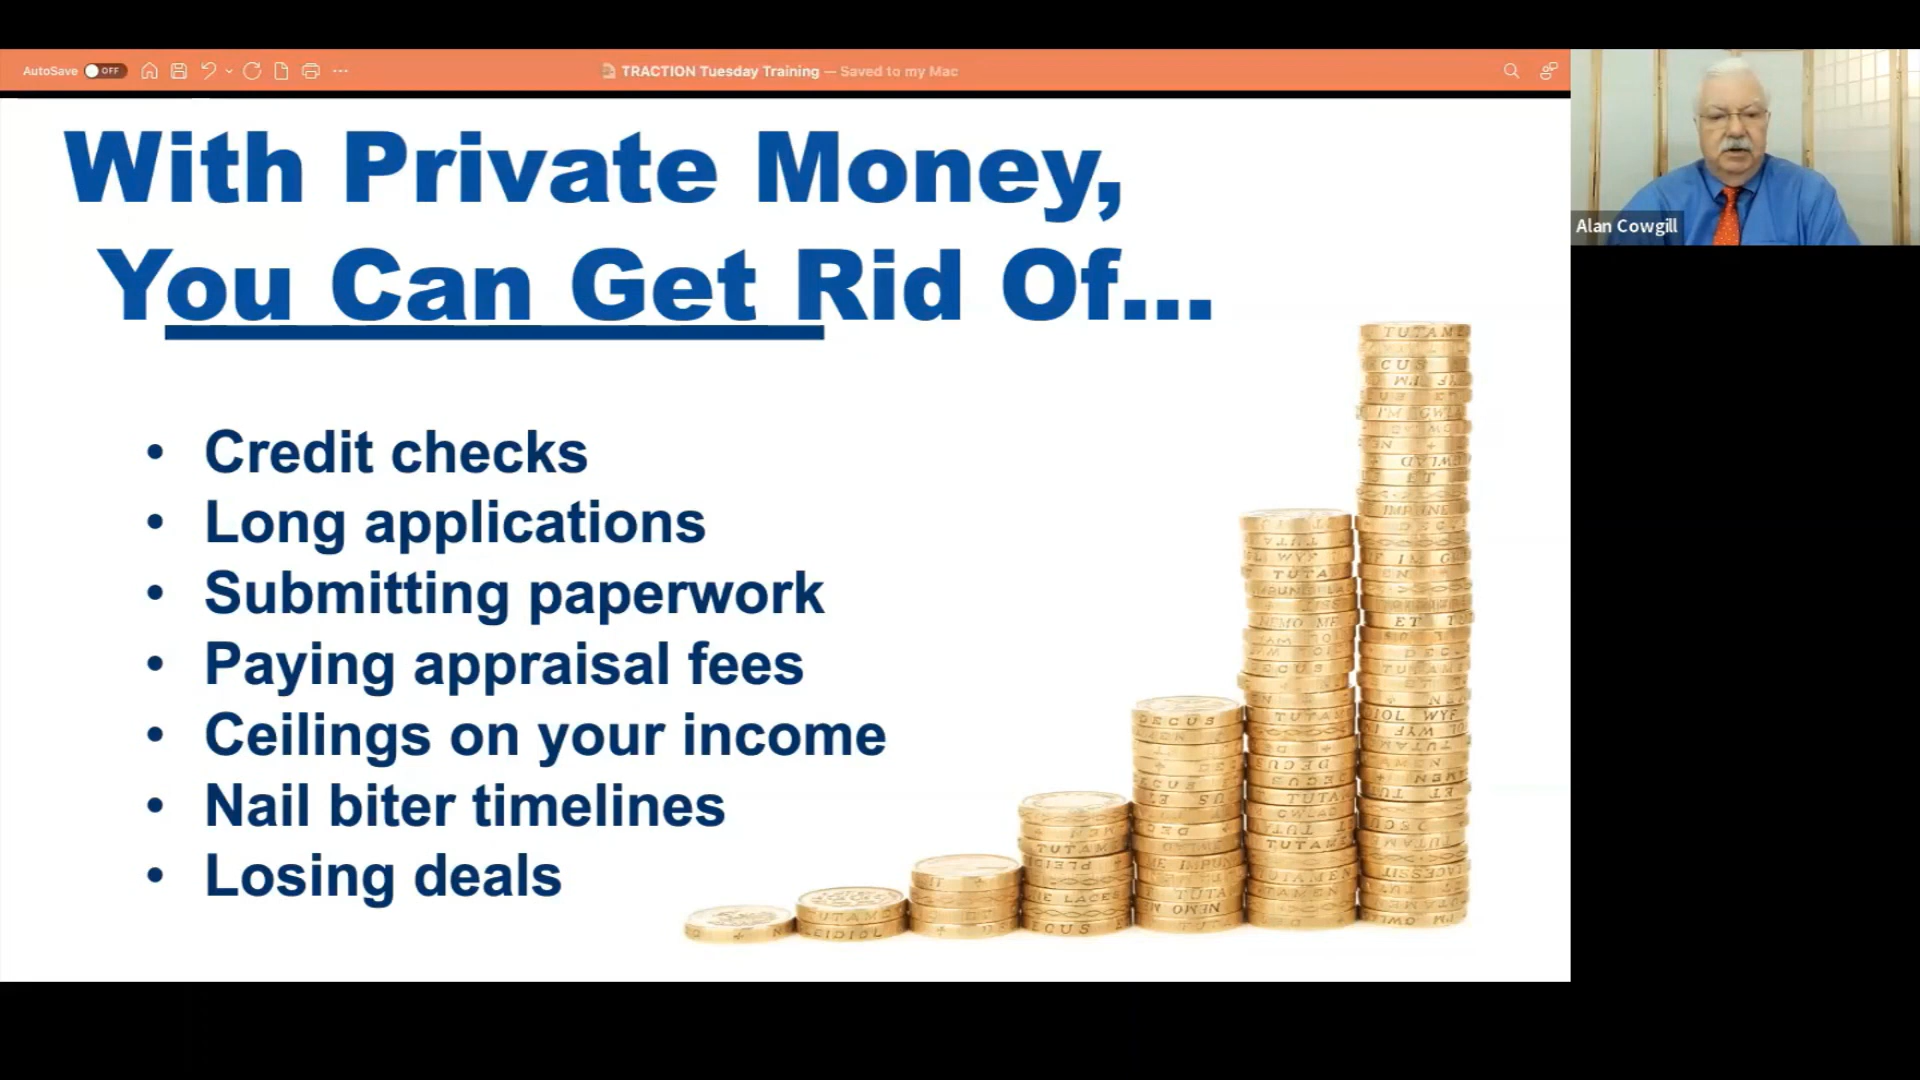 AutoSave OFF
TRACTION Tuesday Training — Saved to my Mac
Alan Cowgill
With Private Money,
You Can Get Rid Of...
• Credit checks
• Long applications
• Submitting paperwork
• Paying appraisal fees
• Ceilings on your income
• Nail biter timelines
• Losing deals